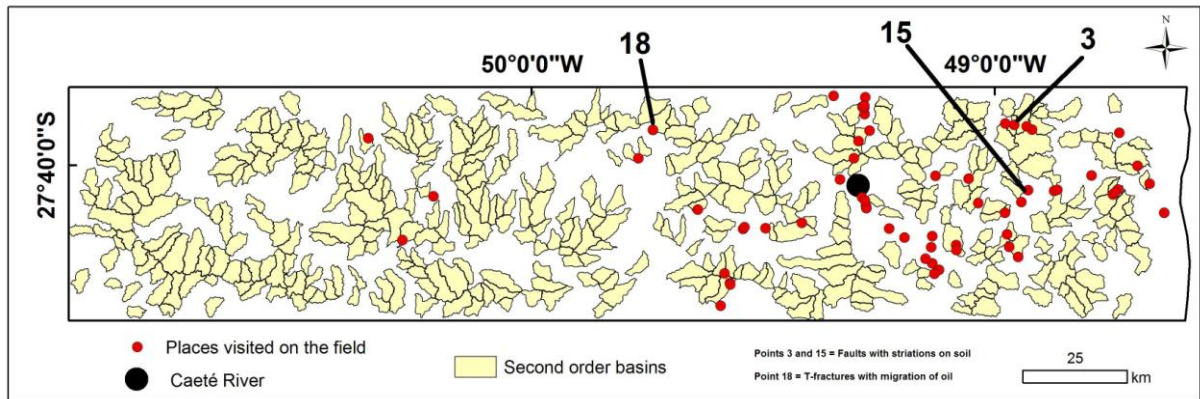 N
18
15
3
50°0'0"W
49°0'0"W
27°40'0"S
Places visited on the field
Caeté River
Second order basins
Points 3 and 15 = Faults with striations on soil
Point 18 = T-fractures with migration of oil
25
km